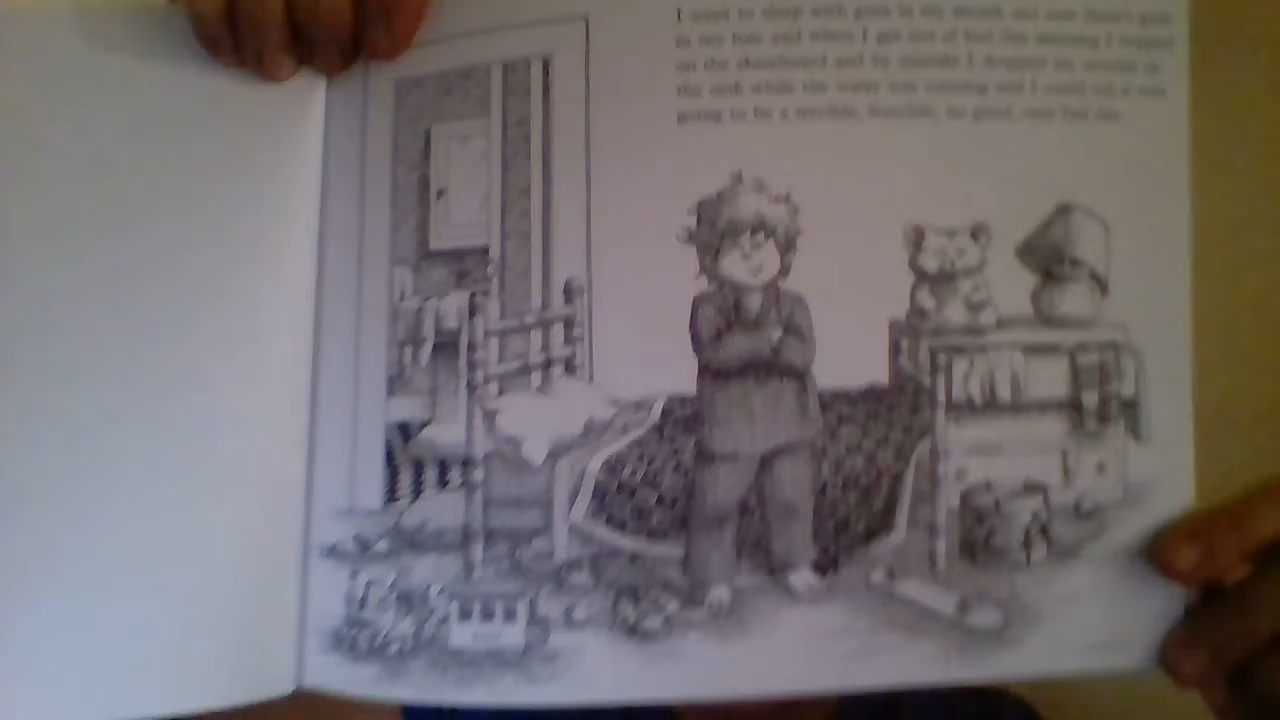 I went to sleep with gum in my mouth and now there's gum
in my hair and when I got out of bed this morning I tripped
on the skateboard and by mistake I dropped my sweater in
the sink while the water was running and I could tell it was
going to be a terrible, horrible, no good, very bad day.